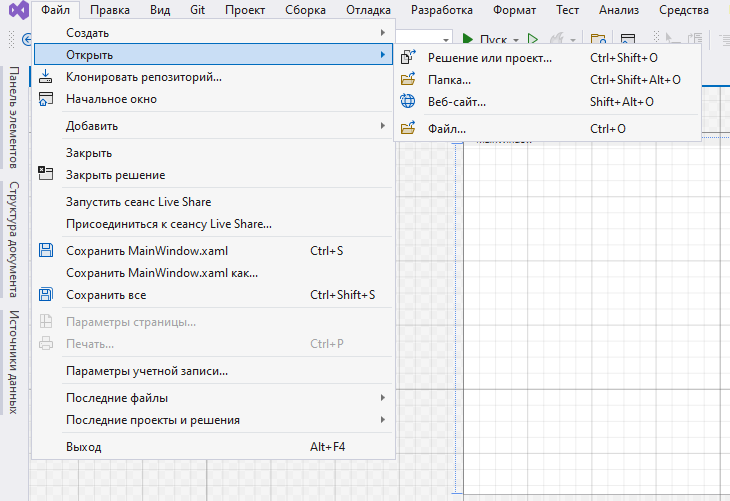 Файл Правка Вид Git Проект Сборка Отладка Разработка Формат Тест Анализ Средства
Пуск
Создать
Открыть
Решение или проект... Ctrl+Shift+O
Папка... Ctrl+Shift+Alt+O
Веб-сайт... Shift+Alt+O
Файл... Ctrl+O
Клонировать репозиторий...
Начальное окно
Добавить
Закрыть
Закрыть решение
Запустить сеанс Live Share
Присоединиться к сеансу Live Share...
Сохранить MainWindow.xaml Ctrl+S
Сохранить MainWindow.xaml как...
Сохранить все Ctrl+Shift+S
Параметры страницы...
Печать... Ctrl+P
Параметры учетной записи...
Последние файлы
Последние проекты и решения
Выход Alt+F4
Панель элементов
Структура документа
Источники данных
MainWindow